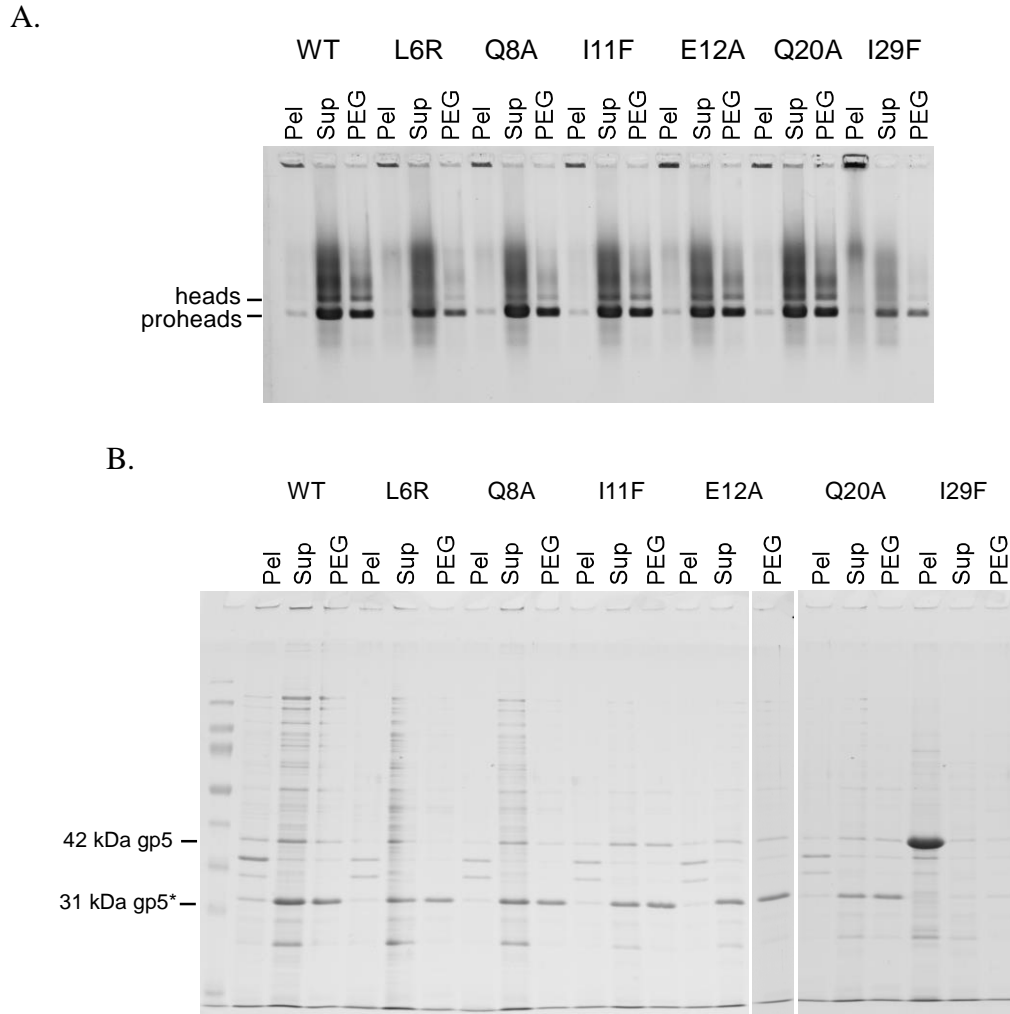 A.
WT L6R Q8A I11F E12A Q20A I29F
Pel Sup PEG Pel Sup PEG Pel Sup PEG Pel Sup PEG Pel Sup PEG Pel Sup PEG Pel Sup PEG
heads
proheads
B.
WT L6R Q8A I11F E12A Q20A I29F
Pel Sup PEG Pel Sup PEG Pel Sup PEG Pel Sup PEG Pel Sup PEG Pel Sup PEG Pel Sup PEG
42 kDa gp5
31 kDa gp5*